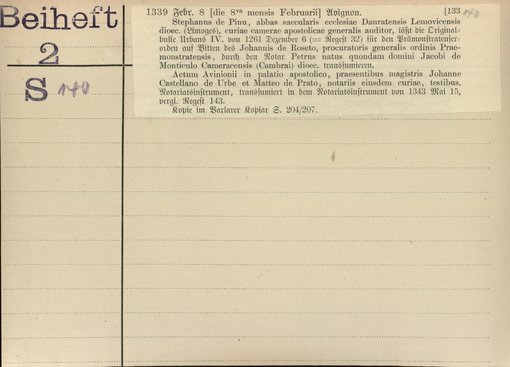 Beiheft
2
S 140
1339 Febr. 8 [die 8va mensis Februarii] Avignon. [133 140
Stephanus de Pinu, abbas saecularis ecclesiae Dauratensis Lemovicensis
dioec. (Limoges), curiae camerae apostolicae generalis auditor, läßt die Original-
bulle Urbans IV. von 1261 Dezember 6 (= Regest 32) für den Prämonstratenser-
orden auf Bitten des Johannis de Roseto, procuratoris generalis ordinis Prae-
monstratensis, durch den Notar Petrus natus quondam domini Jacobi de
Monticulo Cameracensis (Cambrai) dioec. transsumieren.
Actum Avinionii in palatio apostolico, praesentibus magistris Johanne
Castellano de Urbe et Matteo de Prato, notariis eiusdem curiae, testibus.
Notariatsinstrument, transsumiert in dem Notariatsinstrument von 1343 Mai 15,
vergl. Regest 143.
Kopie im Varlarer Kopiar S. 204/207.